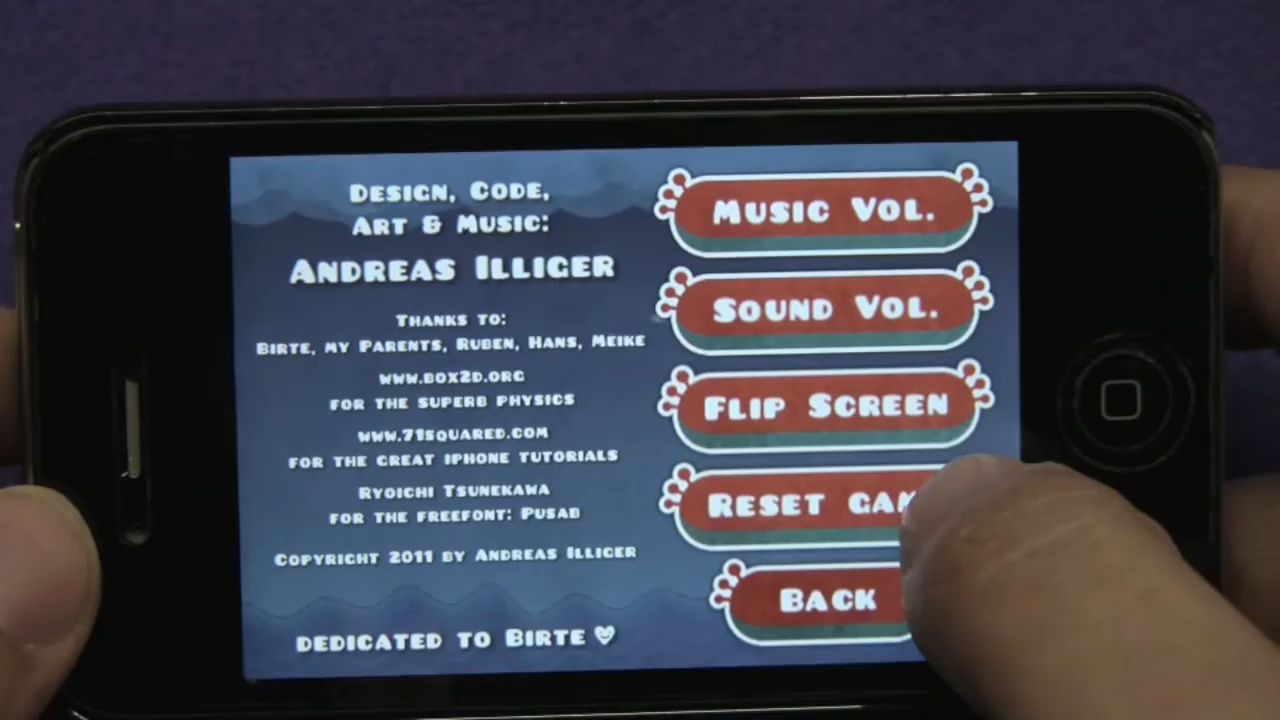 Design, Code,
Art & Music:
Andreas Illiger
Thanks to:
Birte, my Parents, Ruben, Hans, Meike
www.box2d.org
for the superb physics
www.71squared.com
for the great iPhone tutorials
Ryoichi Tsunekawa
for the freefont: Pusab
Copyright 2011 by Andreas Illiger
dedicated to Birte
Music Vol.
Sound Vol.
Flip Screen
Reset
Back